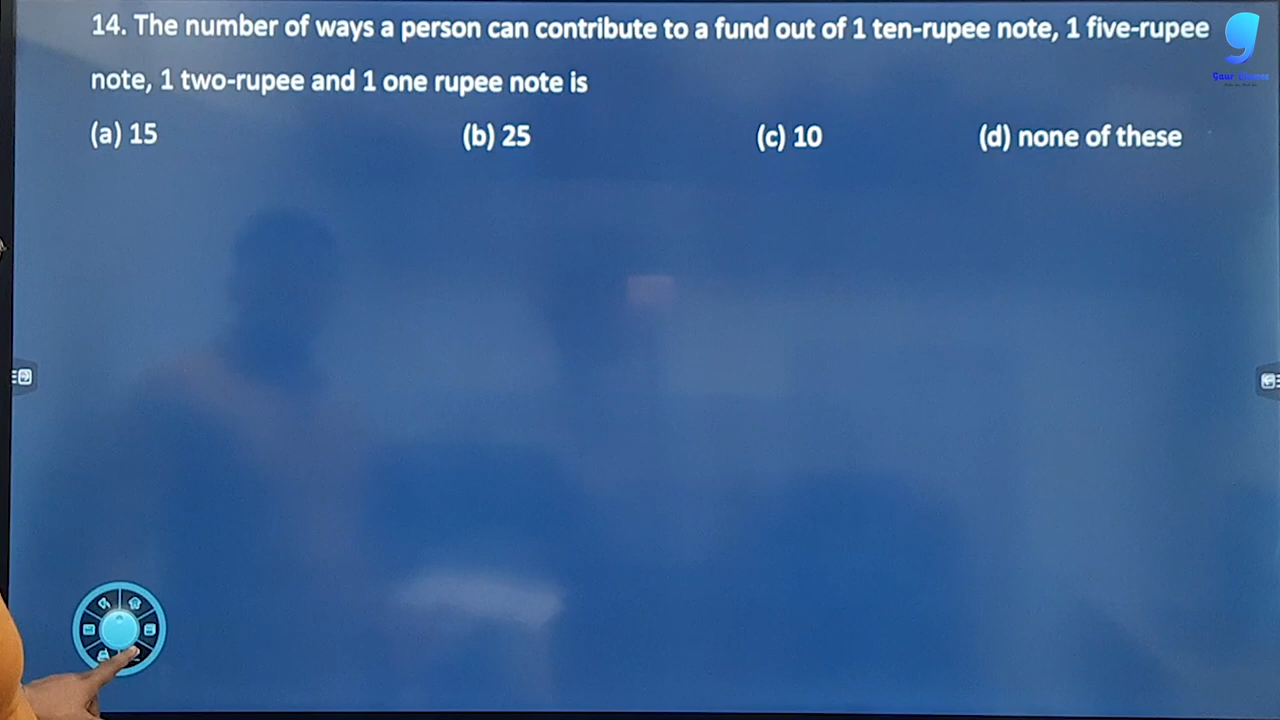 14. The number of ways a person can contribute to a fund out of 1 ten-rupee note, 1 five-rupee
note, 1 two-rupee and 1 one rupee note is
(a) 15 (b) 25 (c) 10 (d) none of these